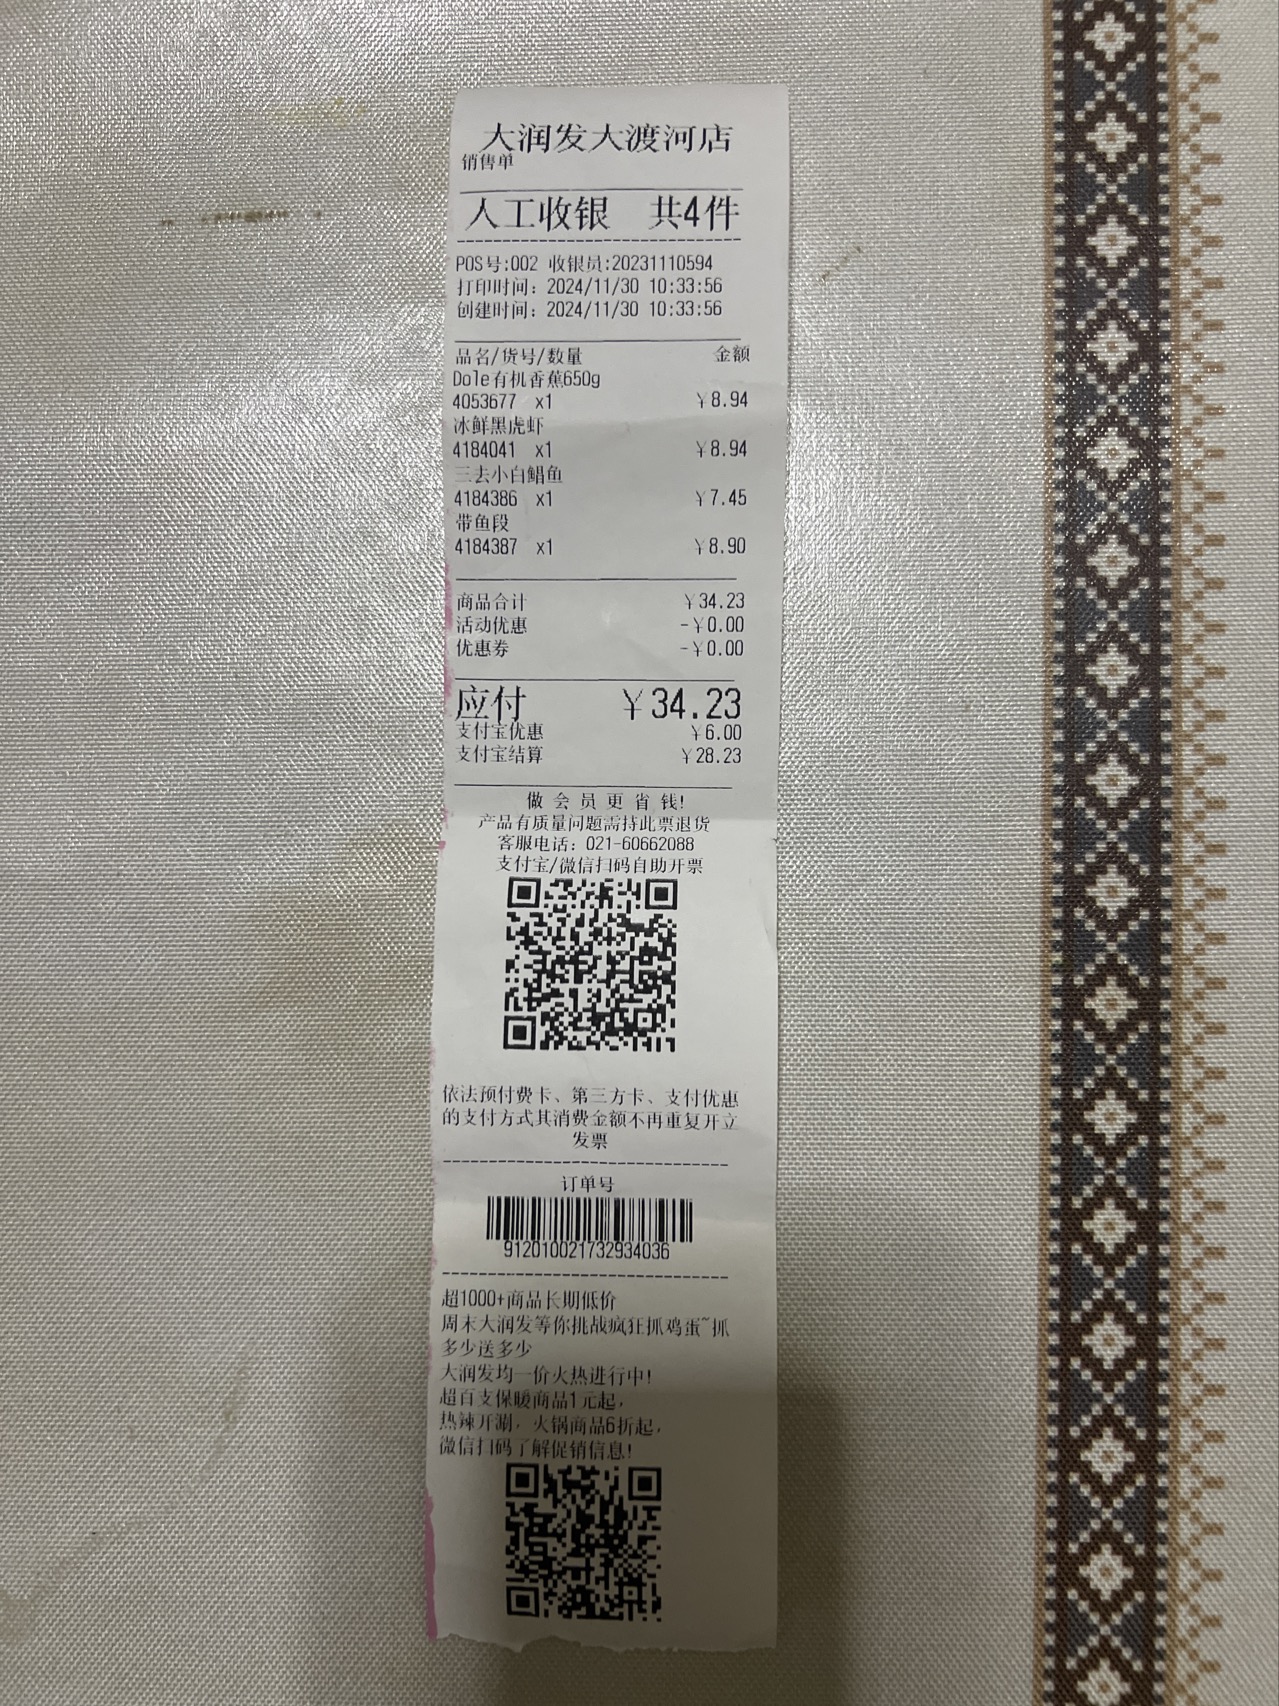 大润发大渡河店
销售单
人工收银 共4件
POS号:002 收银员:20231110594
打印时间: 2024/11/30 10:33:56
创建时间: 2024/11/30 10:33:56
品名/货号/数量 金额
Dole有机香蕉650g
4053677 x1 ¥8.94
冰鲜黑虎虾
4184041 x1 ¥8.94
三去小白鲳鱼
4184386 x1 ¥7.45
带鱼段
4184387 x1 ¥8.90
商品合计 ¥34.23
活动优惠 -¥0.00
优惠券 -¥0.00
应付 ¥34.23
支付宝优惠 ¥6.00
支付宝结算 ¥28.23
做会员更省钱!
产品有质量问题需持此票退货
客服电话: 021-60662088
支付宝/微信扫码自助开票
依法预付费卡、第三方卡、支付优惠
的支付方式其消费金额不再重复开立
发票
订单号
912010021732934036
超1000+商品长期低价
周末大润发等你挑战疯狂抓鸡蛋~抓
多少送多少
大润发均一价火热进行中!
超百支保暖商品1元起,
热辣开涮, 火锅商品6折起,
微信扫码了解促销信息!